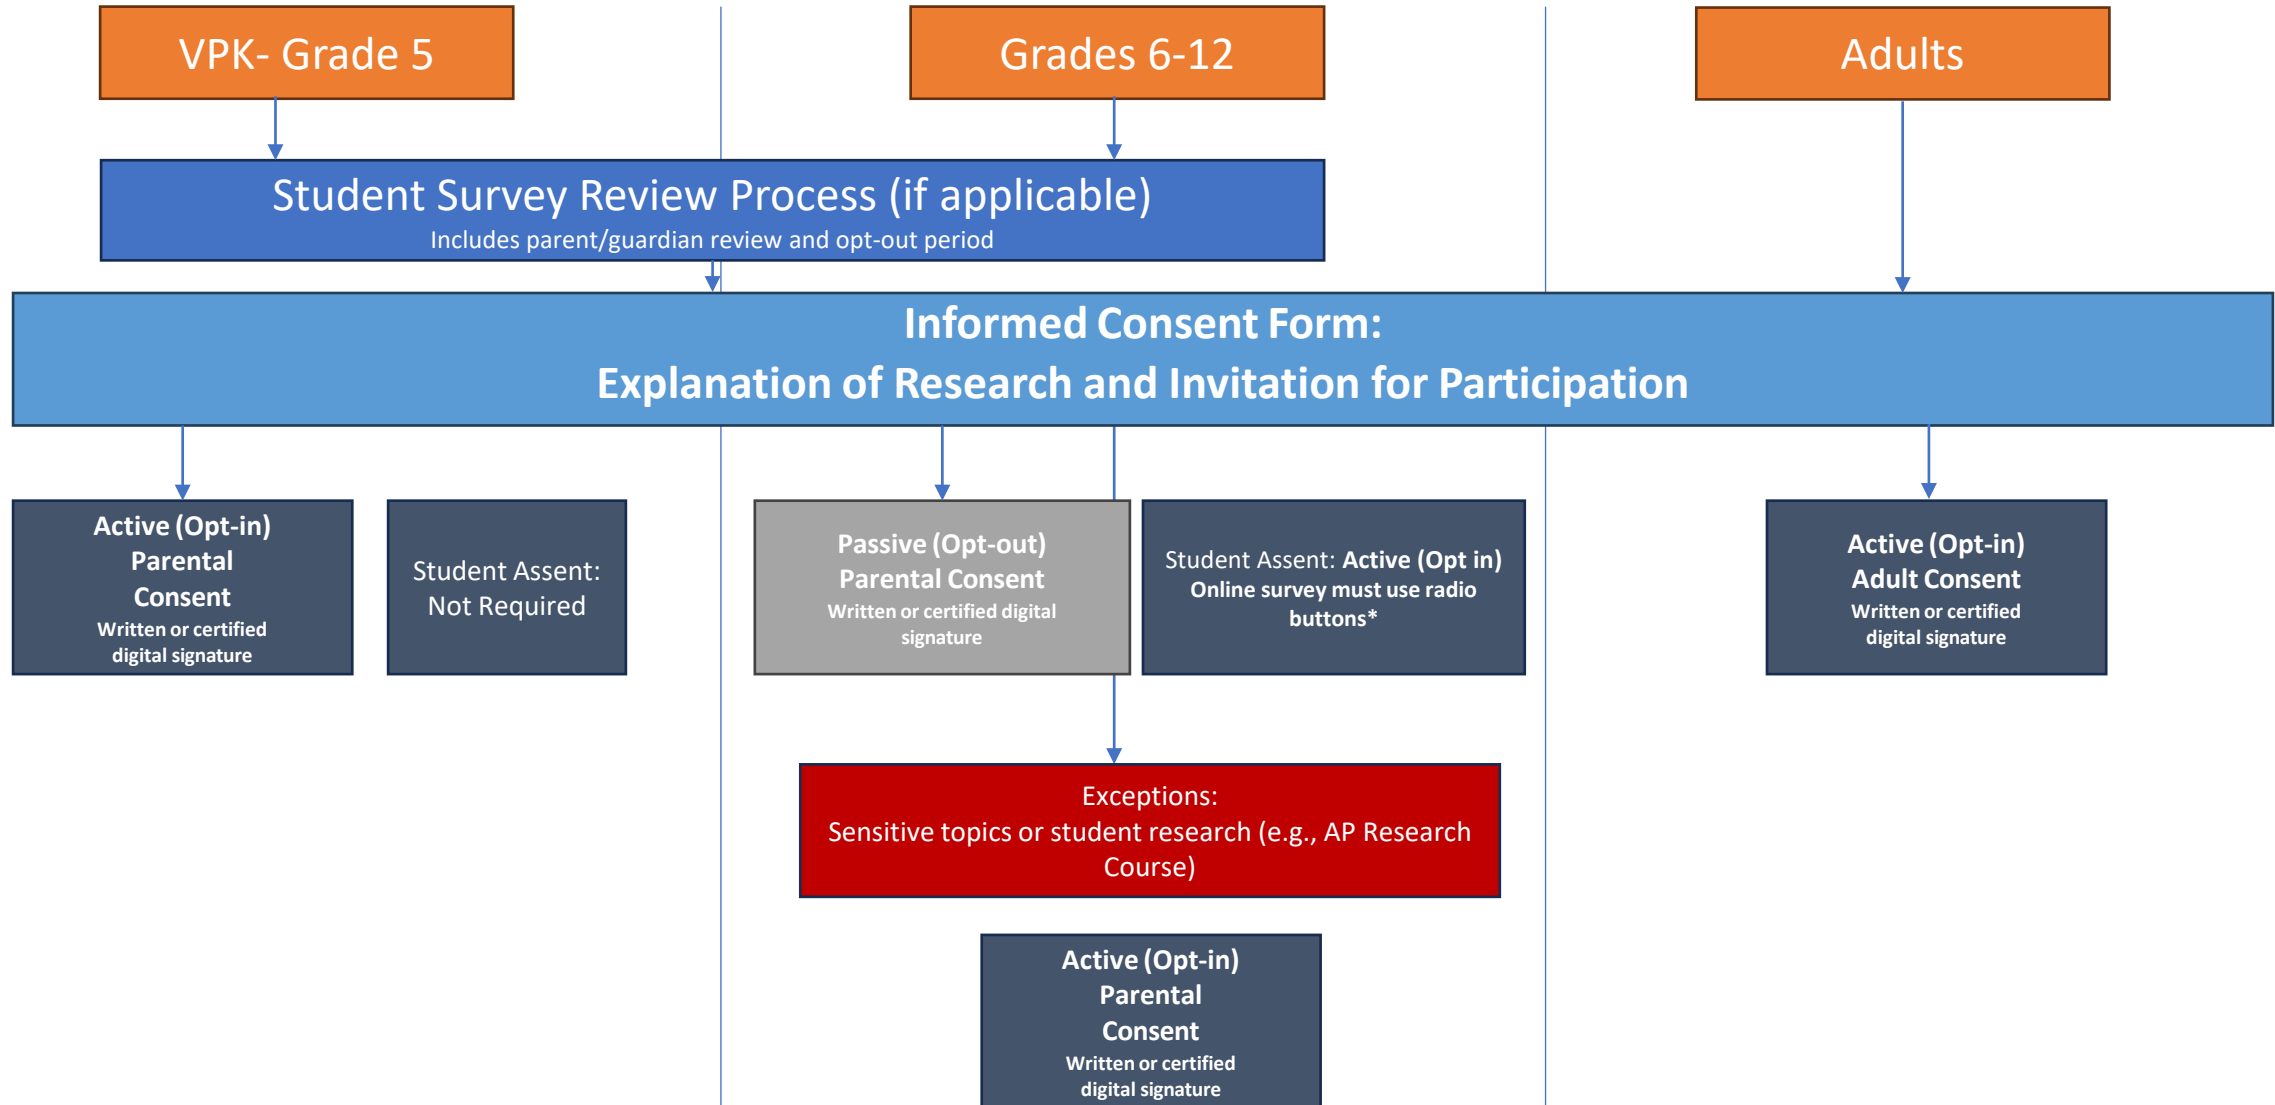 VPK- Grade 5
Grades 6-12
Adults
Student Survey Review Process (if applicable)
Includes parent/guardian review and opt-out period
Informed Consent Form:
Explanation of Research and Invitation for Participation
Active (Opt-in)
Parental
Consent
Written or certified
digital signature
Student Assent:
Not Required
Passive (Opt-out)
Parental Consent
Written or certified digital
signature
Student Assent: Active (Opt in)
Online survey must use radio
buttons*
Active (Opt-in)
Adult Consent
Written or certified
digital signature
Exceptions:
Sensitive topics or student research (e.g., AP Research
Course)
Active (Opt-in)
Parental
Consent
Written or certified
digital signature